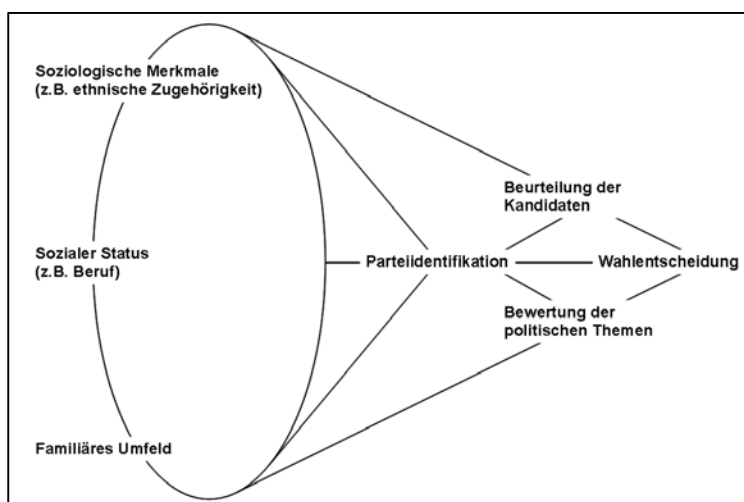 Soziologische Merkmale
(z.B. ethnische Zugehörigkeit)
Beurteilung der
Kandidaten
Sozialer Status
(z.B. Beruf)
Parteiidentifikation
Wahlentscheidung
Bewertung der
politischen Themen
Familiäres Umfeld